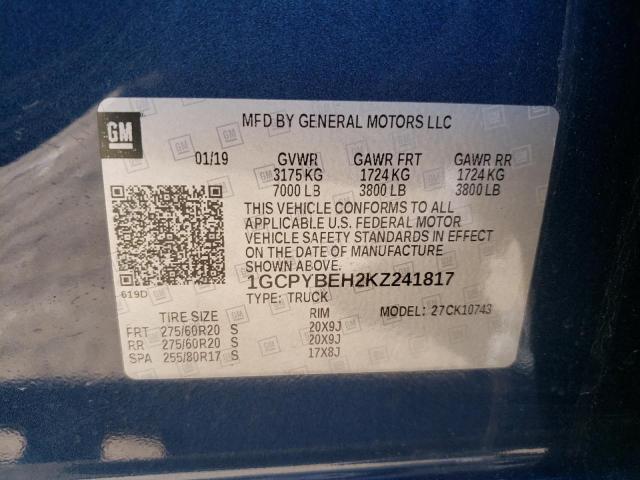 GM
MFD BY GENERAL MOTORS LLC
01/19 GVWR GAWR FRT GAWR RR
3175 KG 1724 KG 1724 KG
7000 LB 3800 LB 3800 LB
THIS VEHICLE CONFORMS TO ALL
APPLICABLE U.S. FEDERAL MOTOR
VEHICLE SAFETY STANDARDS IN EFFECT
ON THE DATE OF MANUFACTURE
SHOWN ABOVE.
1GCPYBEH2KZ241817
619D
TYPE: TRUCK MODEL: 27CK10743
TIRE SIZE RIM
FRT 275/60R20 S 20X9J
RR 275/60R20 S 20X9J
SPA 255/80R17 S 17X8J